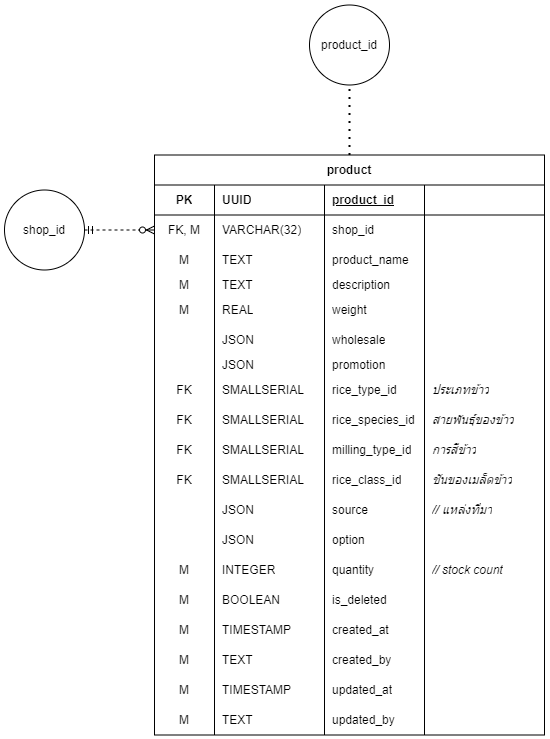 product_id
product
PK UUID product_id
shop_id
FK, M VARCHAR(32) shop_id
M TEXT product_name
M TEXT description
M REAL weight
JSON wholesale
JSON promotion
FK SMALLSERIAL rice_type_id ประเภทข้าว
FK SMALLSERIAL rice_species_id สายพันธุ์ของข้าว
FK SMALLSERIAL milling_type_id การสีข้าว
FK SMALLSERIAL rice_class_id ชั้นของเมล็ดข้าว
JSON source // แหล่งที่มา
JSON option
M INTEGER quantity // stock count
M BOOLEAN is_deleted
M TIMESTAMP created_at
M TEXT created_by
M TIMESTAMP updated_at
M TEXT updated_by